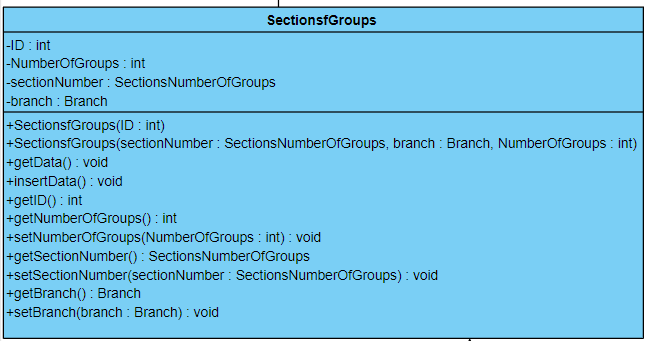 SectionsfGroups
-ID : int
-NumberOfGroups : int
-sectionNumber : SectionsNumberOfGroups
-branch : Branch
+SectionsfGroups(ID : int)
+SectionsfGroups(sectionNumber : SectionsNumberOfGroups, branch : Branch, NumberOfGroups : int)
+getData() : void
+insertData() : void
+getID() : int
+getNumberOfGroups() : int
+setNumberOfGroups(NumberOfGroups : int) : void
+getSectionNumber() : SectionsNumberOfGroups
+setSectionNumber(sectionNumber : SectionsNumberOfGroups) : void
+getBranch() : Branch
+setBranch(branch : Branch) : void